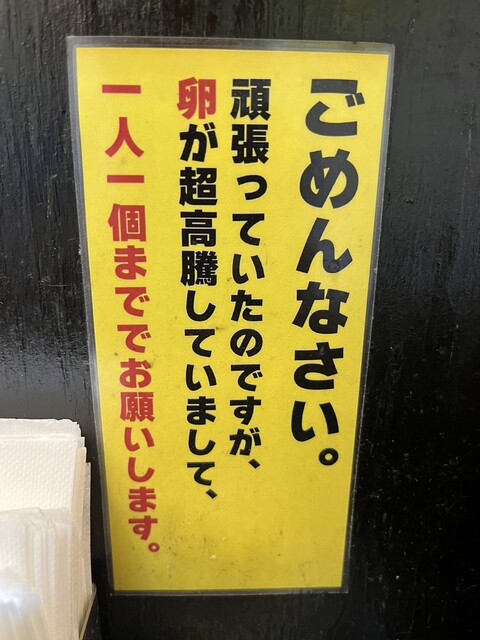 ごめんなさい。
頑張っていたのですが、
卵が超高騰していまして、
一人一個まででお願いします。